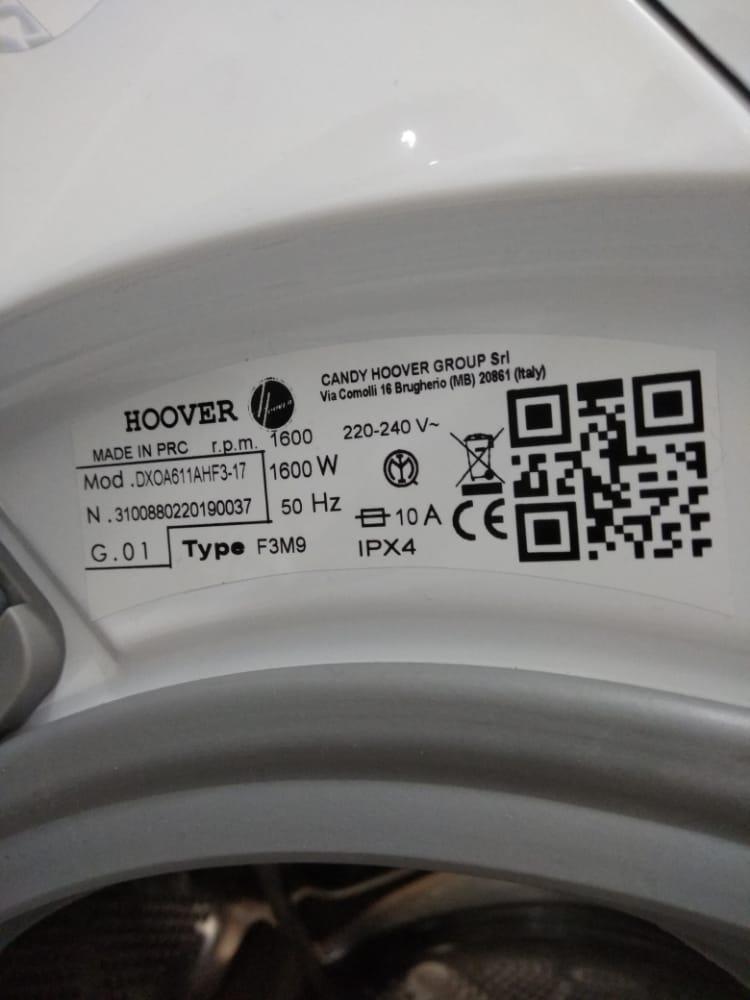 CANDY HOOVER GROUP Srl
Via Comolli 16 Brugherio (MB) 20861 (Italy)
HOOVER
MADE IN PRC r.p.m. 1600 220-240 V~
Mod .DXOA611AHF3-17 1600 W
N .3100880220190037 50 Hz 10 A CE
G.01 Type F3M9 IPX4